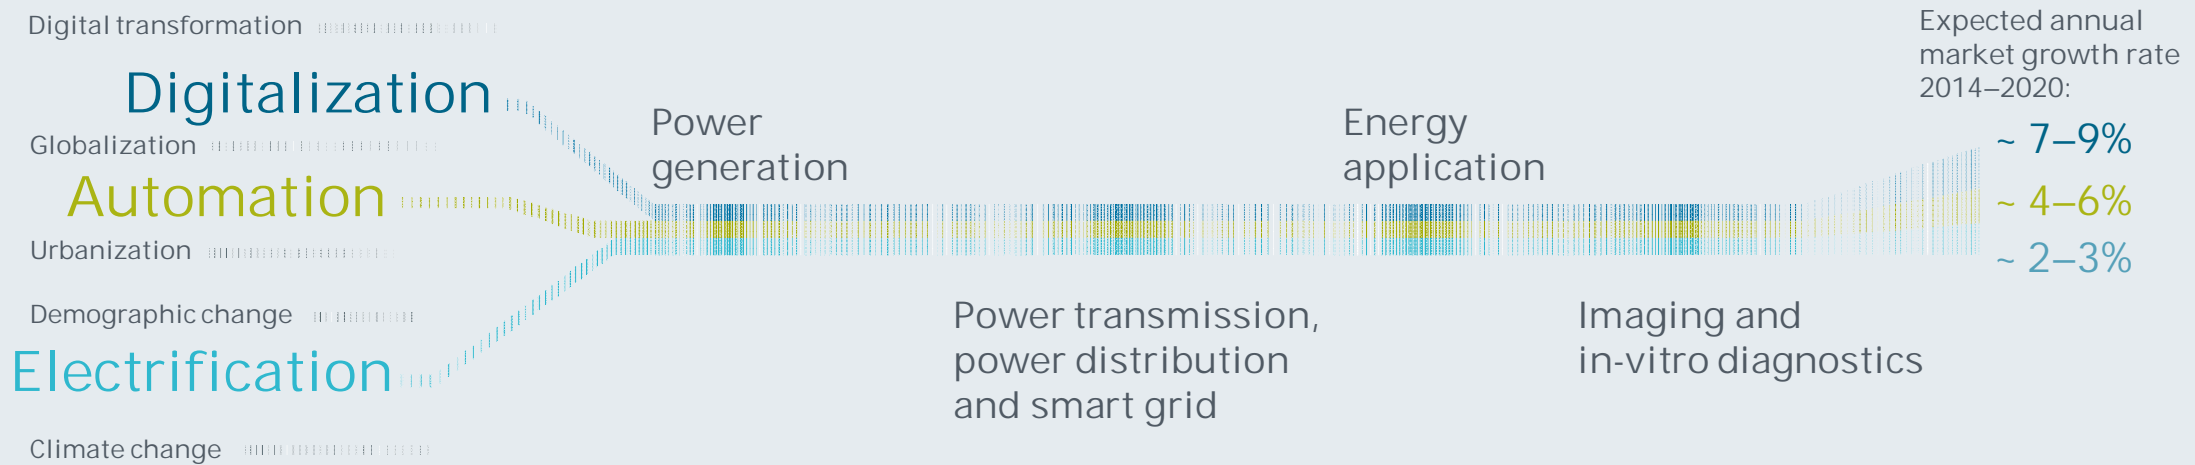 Digital transformation
Digitalization
Globalization
Automation
Urbanization
Demographic change
Electrification
Climate change
Power
generation
Power transmission,
power distribution
and smart grid
Energy
application
Imaging and
in-vitro diagnostics
Expected annual
market growth rate
2014–2020:
~ 7–9%
~ 4–6%
~ 2–3%